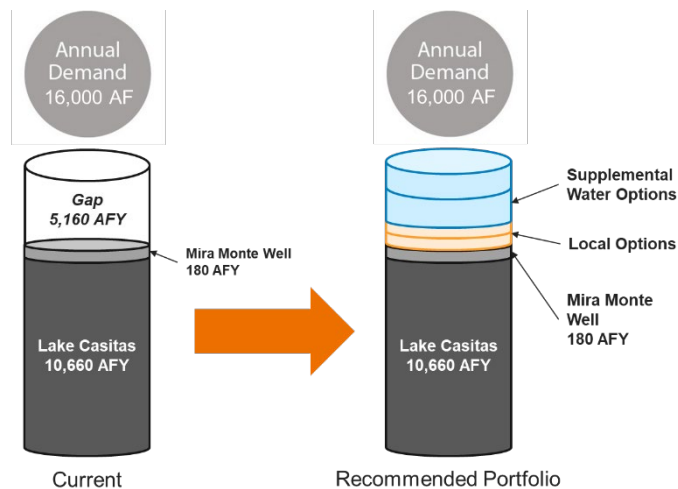 Annual
Demand
16,000 AF
Gap
5,160 AFY
Mira Monte Well
180 AFY
Lake Casitas
10,660 AFY
Current
Annual
Demand
16,000 AF
Supplemental
Water Options
Local Options
Mira Monte
Well
180 AFY
Lake Casitas
10,660 AFY
Recommended Portfolio